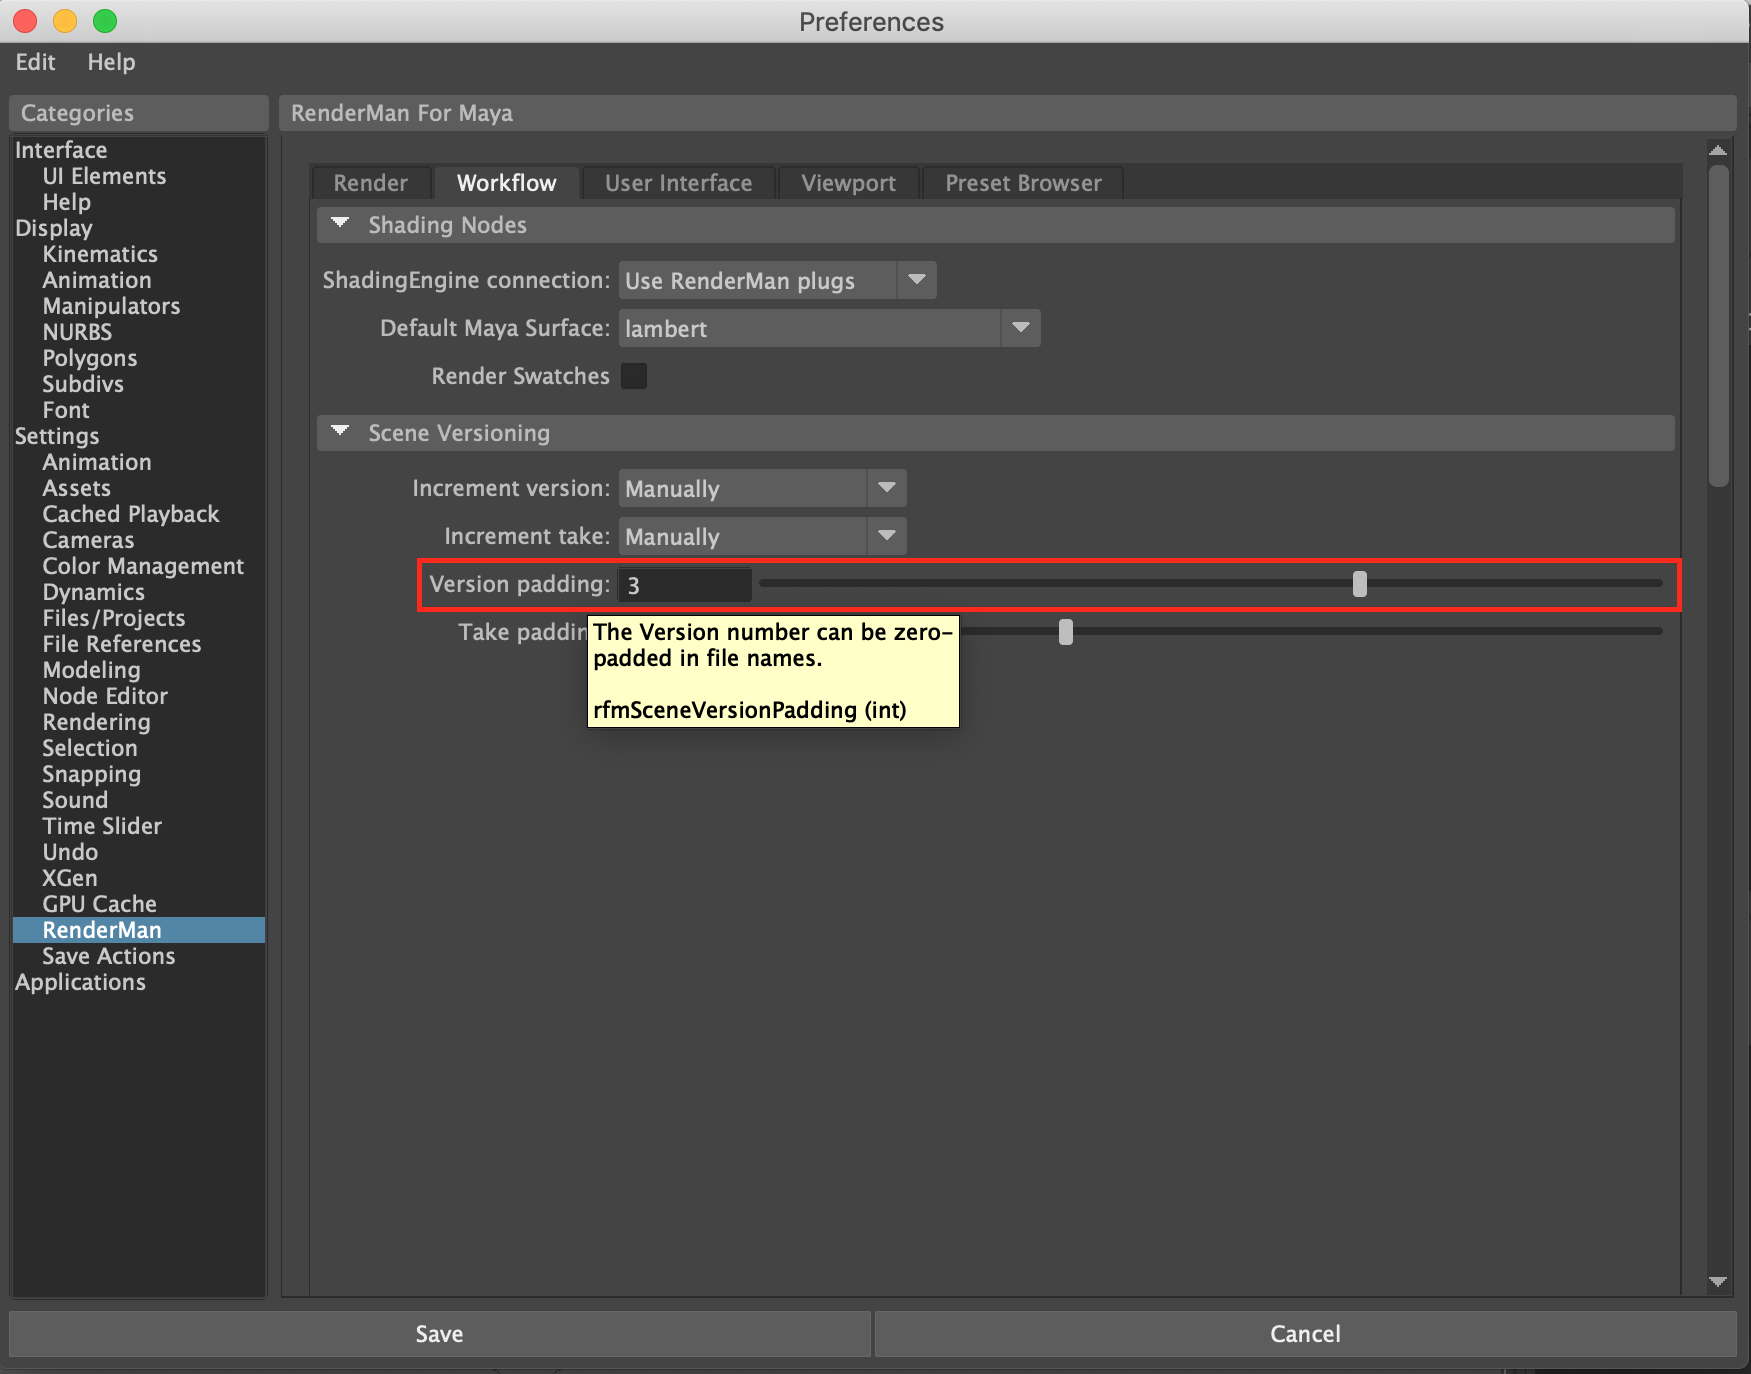 Preferences
Edit Help
Categories
Interface
UI Elements
Help
Display
Kinematics
Animation
Manipulators
NURBS
Polygons
Subdivs
Font
Settings
Animation
Assets
Cached Playback
Cameras
Color Management
Dynamics
Files/Projects
File References
Modeling
Node Editor
Rendering
Selection
Snapping
Sound
Time Slider
Undo
XGen
GPU Cache
RenderMan
Save Actions
Applications
RenderMan For Maya
Render Workflow User Interface Viewport Preset Browser
Shading Nodes
ShadingEngine connection: Use RenderMan plugs
Default Maya Surface: lambert
Render Swatches
Scene Versioning
Increment version: Manually
Increment take: Manually
Version padding: 3
Take paddin
The Version number can be zero-
padded in file names.
rfmSceneVersionPadding (int)
Save Cancel